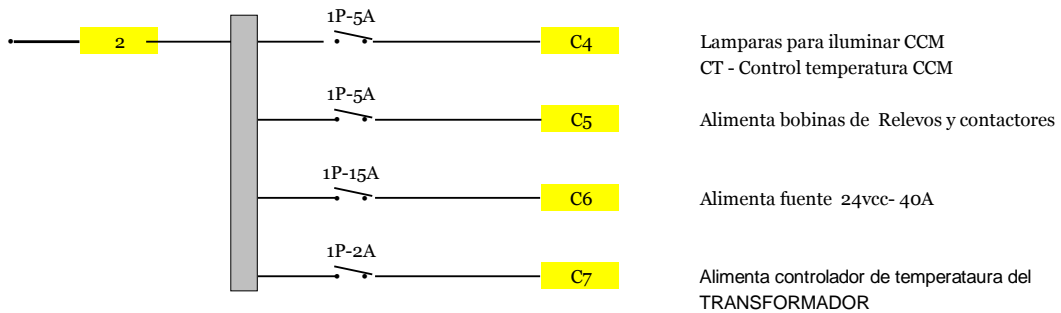 1P-5A
2
C4
Lamparas para iluminar CCM
CT - Control temperatura CCM
1P-5A
C5
Alimenta bobinas de Relevos y contactores
1P-15A
C6
Alimenta fuente 24vcc- 40A
1P-2A
C7
Alimenta controlador de temperataura del
TRANSFORMADOR